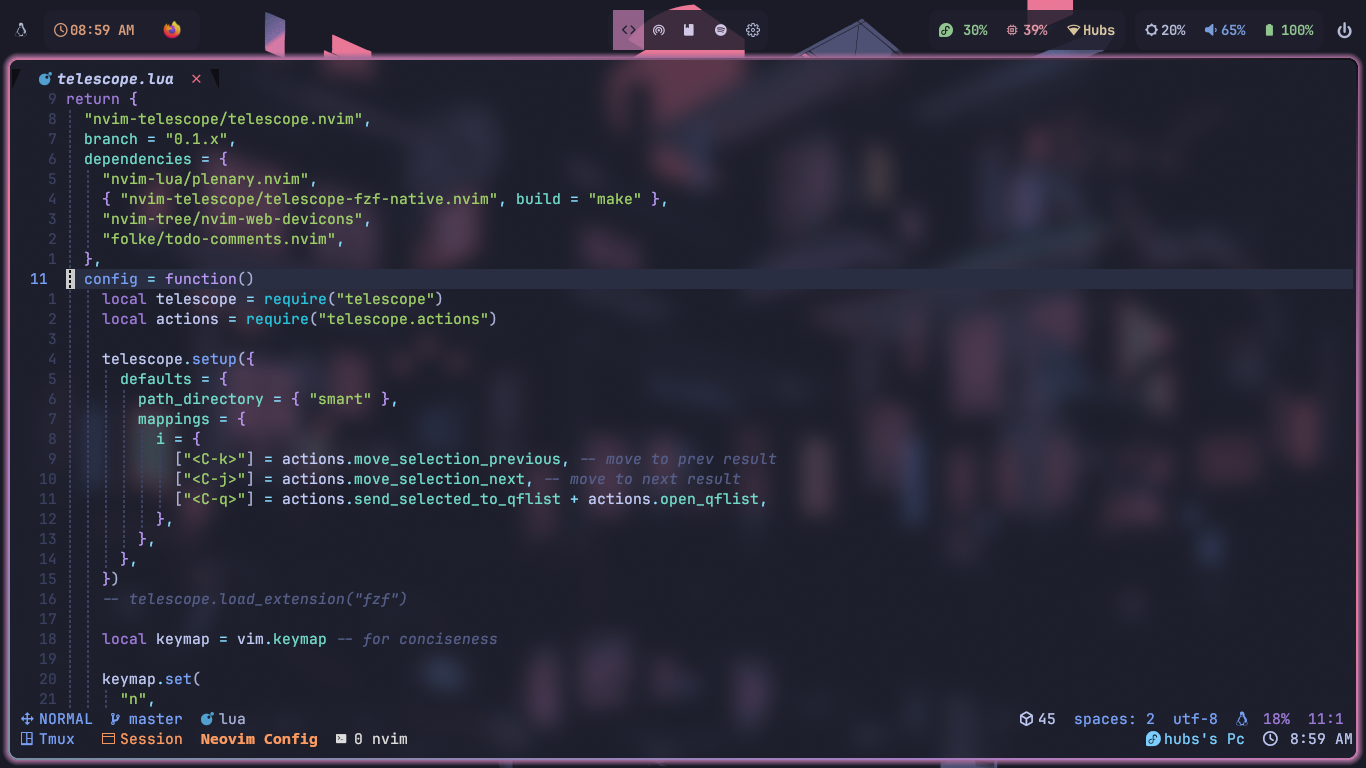 08:59 AM 30% 39% Hubs 20% 65% 100%
telescope.lua ×
9 return {
8 "nvim-telescope/telescope.nvim",
7 branch = "0.1.x",
6 dependencies = {
5 "nvim-lua/plenary.nvim",
4 { "nvim-telescope/telescope-fzf-native.nvim", build = "make" },
3 "nvim-tree/nvim-web-devicons",
2 "folke/todo-comments.nvim",
1 },
11 config = function()
1 local telescope = require("telescope")
2 local actions = require("telescope.actions")
3
4 telescope.setup({
5 defaults = {
6 path_directory = { "smart" },
7 mappings = {
8 i = {
9 ["<C-k>"] = actions.move_selection_previous, -- move to prev result
10 ["<C-j>"] = actions.move_selection_next, -- move to next result
11 ["<C-q>"] = actions.send_selected_to_qflist + actions.open_qflist,
12 },
13 },
14 },
15 })
16 -- telescope.load_extension("fzf")
17
18 local keymap = vim.keymap -- for conciseness
19
20 keymap.set(
21 "n",
NORMAL master lua 45 spaces: 2 utf-8 18% 11:1
Tmux Session Neovim Config 0 nvim hubs's Pc 8:59 AM